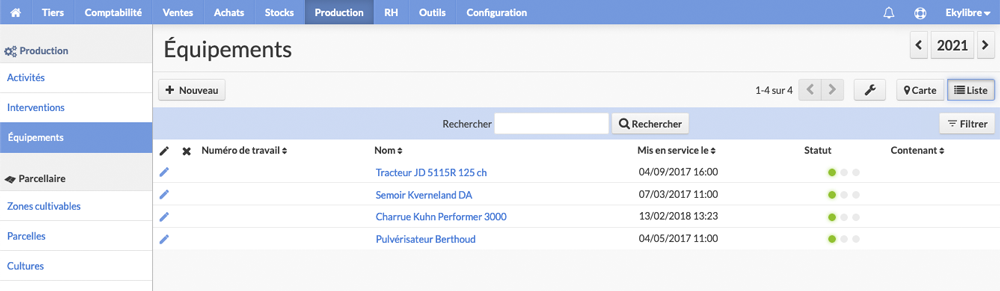 Tiers Comptabilité Ventes Achats Stocks Production RH Outils Configuration Ekylibre
Production
Activités
Interventions
Équipements
Parcellaire
Zones cultivables
Parcelles
Cultures
Équipements
2021
Nouveau
1-4 sur 4
Carte
Liste
Rechercher Rechercher
Filtrer
Numéro de travail Nom Mis en service le Statut Contenant
Tracteur JD 5115R 125 ch 04/09/2017 16:00
Semoir Kverneland DA 07/03/2017 11:00
Charrue Kuhn Performer 3000 13/02/2018 13:23
Pulvérisateur Berthoud 04/05/2017 11:00